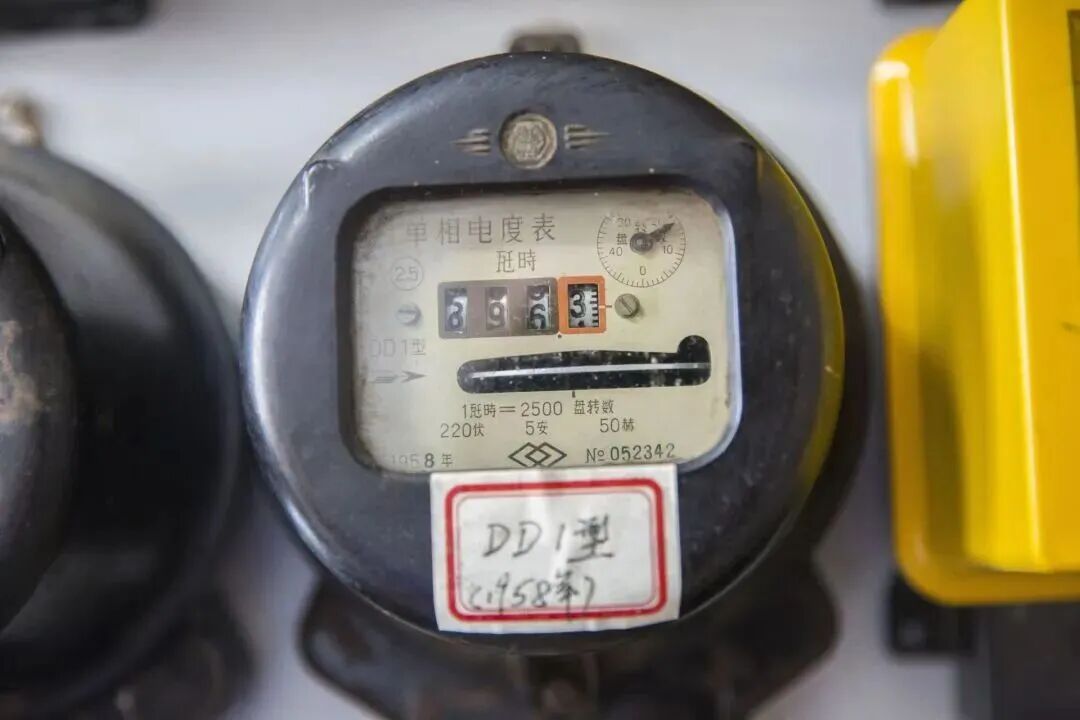 单相电度表
瓩時
盘 数
40 10
0
25
8963
DD1型
1瓩時=2500 盘转数
220伏 5安 50赫
1958年
№052342
DD1型
(1958年)